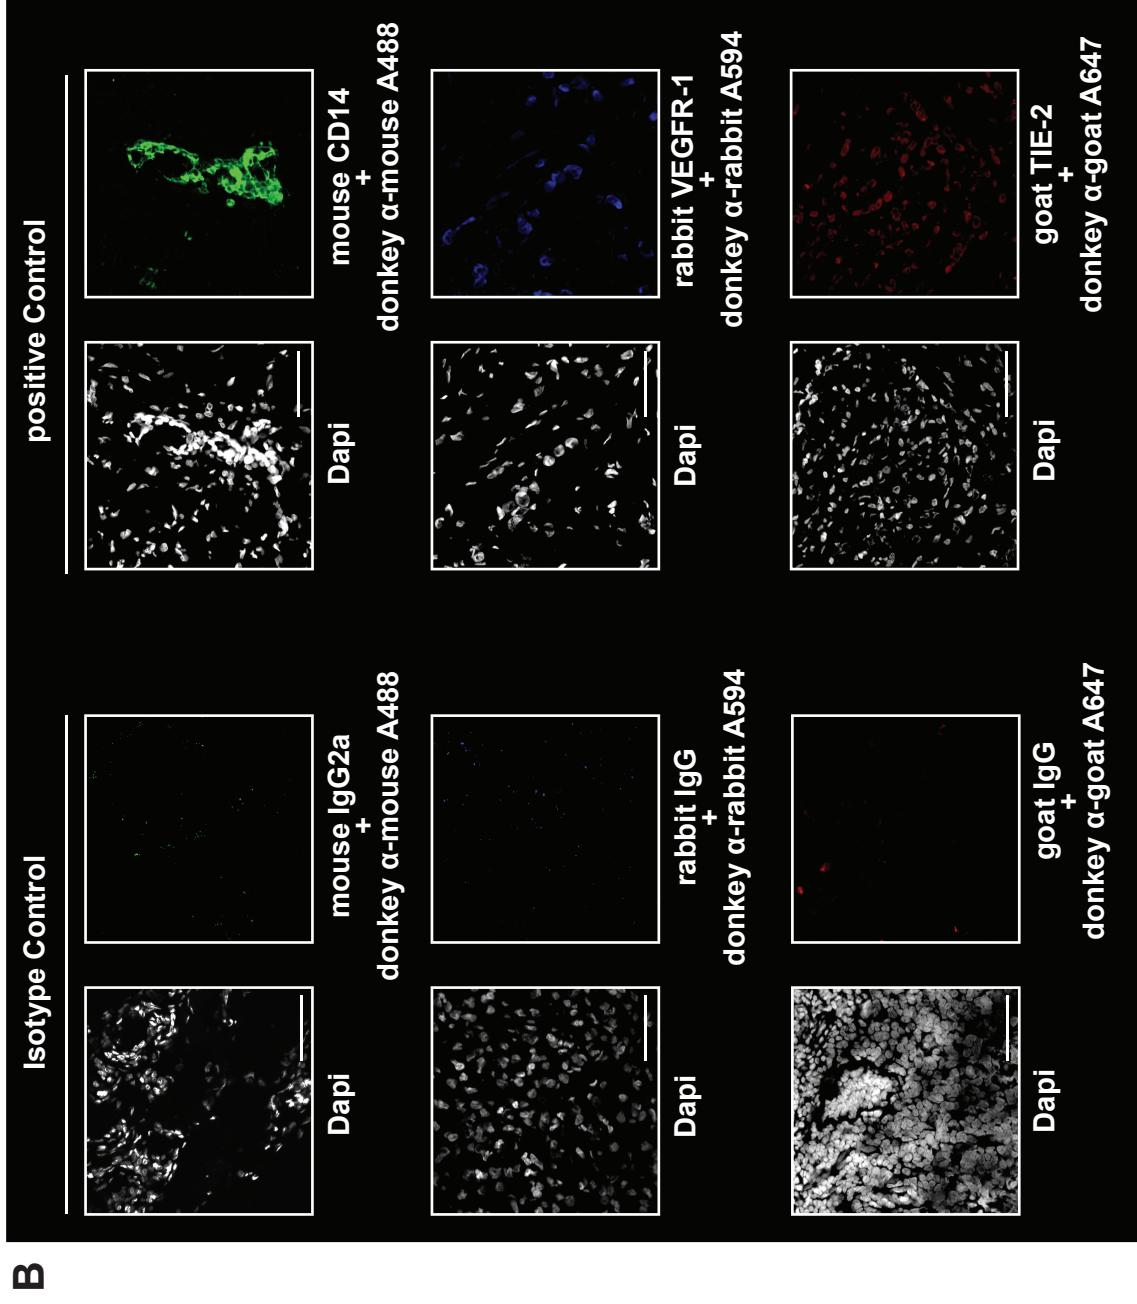 B
Isotype Control
positive Control
Dapi
mouse IgG2a
+
donkey α-mouse A488
Dapi
mouse CD14
+
donkey α-mouse A488
Dapi
rabbit IgG
+
donkey α-rabbit A594
Dapi
rabbit VEGFR-1
+
donkey α-rabbit A594
Dapi
goat IgG
+
donkey α-goat A647
Dapi
goat TIE-2
+
donkey α-goat A647